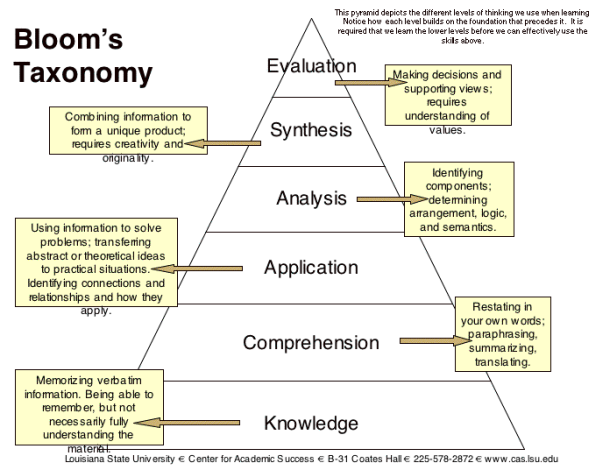 This pyramid depicts the different levels of thinking we use when learning
Notice how each level builds on the foundation that precedes it. It is
required that we learn the lower levels before we can effectively use the
skills above.
Bloom's
Taxonomy
Evaluation
Making decisions and
supporting views;
requires
understanding of
values.
Combining information to
form a unique product;
requires creativity and
originality.
Synthesis
Identifying
components;
determining
arrangement, logic,
and semantics.
Analysis
Using information to solve
problems; transferring
abstract or theoretical ideas
to practical situations.
Identifying connections and
relationships and how they
apply.
Application
Restating in
your own words;
paraphrasing,
summarizing,
translating.
Comprehension
Memorizing verbatim
information. Being able to
remember, but not
necessarily fully
understanding the
material.
Knowledge
Louisiana State University ∈ Center for Academic Success ∈ B-31 Coates Hall ∈ 225-578-2872 ∈ www.cas.lsu.edu